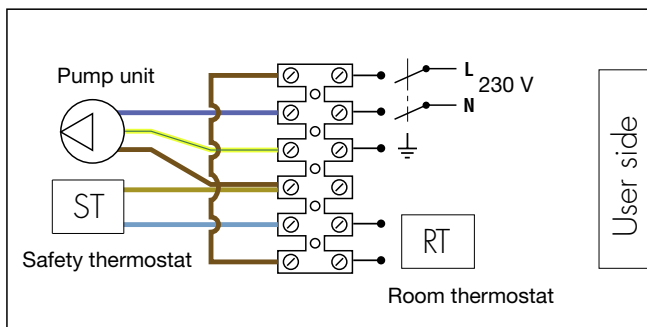 Pump unit
L
230 V
N
ST
Safety thermostat
RT
Room thermostat
User side